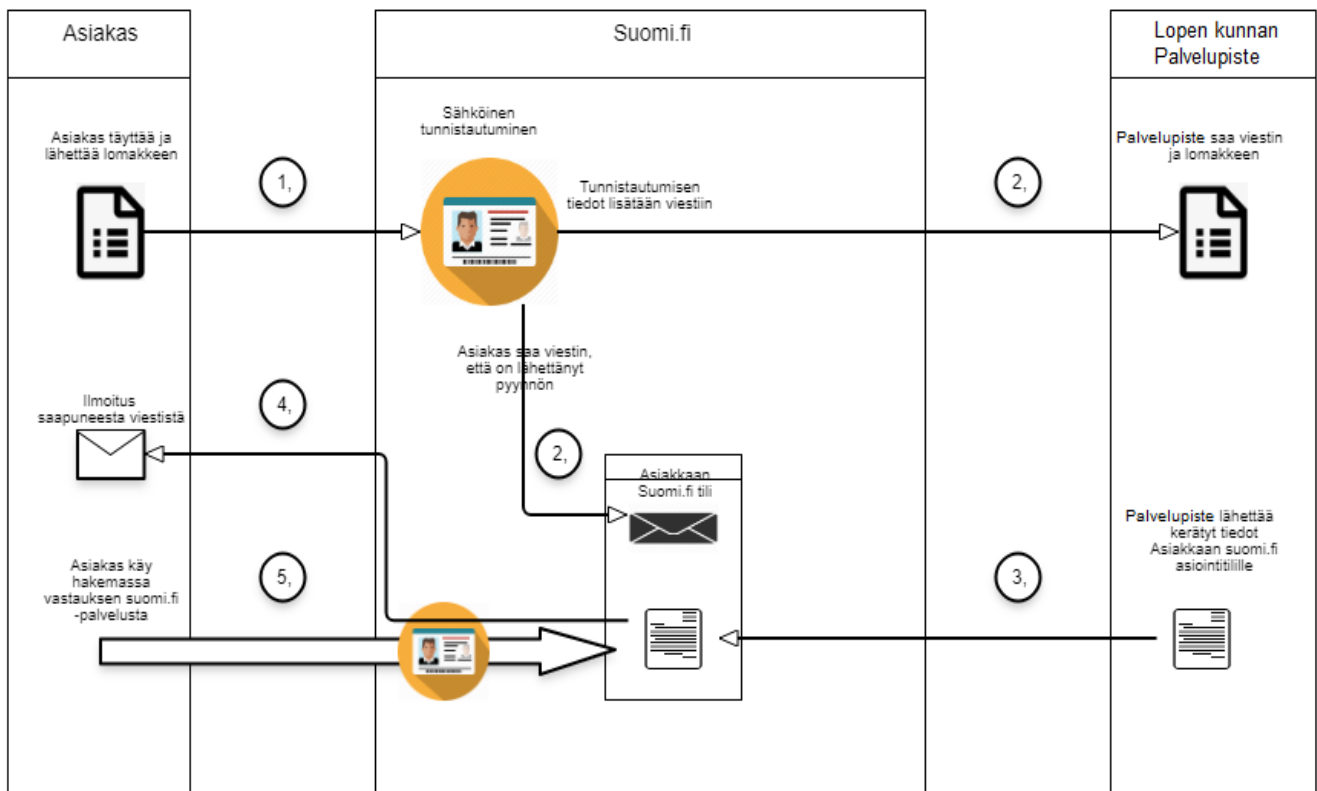 Asiakas
Suomi.fi
Lopen kunnan
Palvelupiste
Asiakas täyttää ja
lähettää lomakkeen
1,
Sähköinen
tunnistautuminen
Tunnistautumisen
tiedot lisätään viestiin
2,
Palvelupiste saa viestin
ja lomakkeen
Asiakas saa viestin,
että on lähettänyt
pyynnön
2,
Ilmoitus
saapuneesta viestistä
4,
Asiakkaan
Suomi.fi tili
Palvelupiste lähettää
kerätyt tiedot
Asiakkaan suomi.fi
asiointitilille
3,
Asiakas käy
hakemassa
vastauksen suomi.fi
-palvelusta
5,